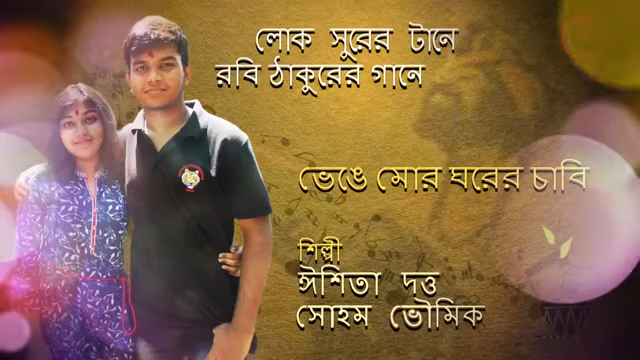 লোক সুরের টানে
রবি ঠাকুরের গানে
ভেঙে মোর ঘরের চাবি
শিল্পী
ঈশিতা দত্ত
সোহম ভৌমিক